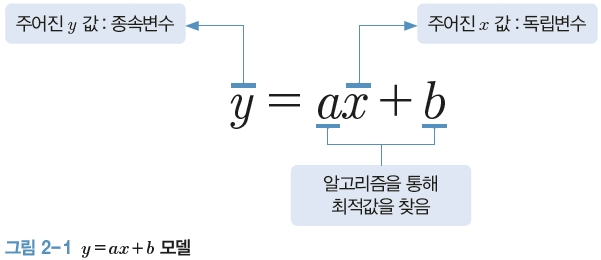 주어진 y 값 : 종속변수
주어진 x 값 : 독립변수
y = ax + b
알고리즘을 통해
최적값을 찾음
그림 2-1 y = ax + b 모델